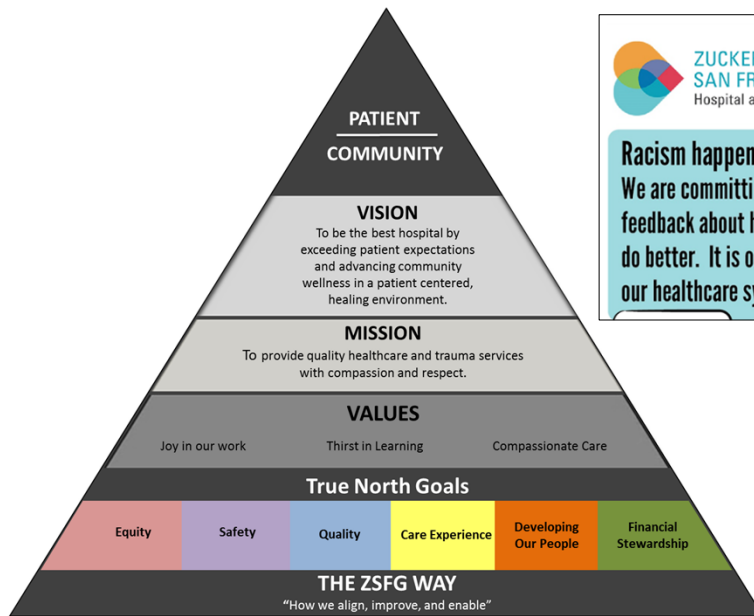 PATIENT
COMMUNITY
VISION
To be the best hospital by
exceeding patient expectations
and advancing community
wellness in a patient centered,
healing environment.
MISSION
To provide quality healthcare and trauma services
with compassion and respect.
VALUES
Joy in our work Thirst in Learning Compassionate Care
True North Goals
Equity Safety Quality Care Experience Developing Our People Financial Stewardship
THE ZSFG WAY
“How we align, improve, and enable”
SAN
Hospital
Racism
We are
feedback about
do better. It is
our healthcare